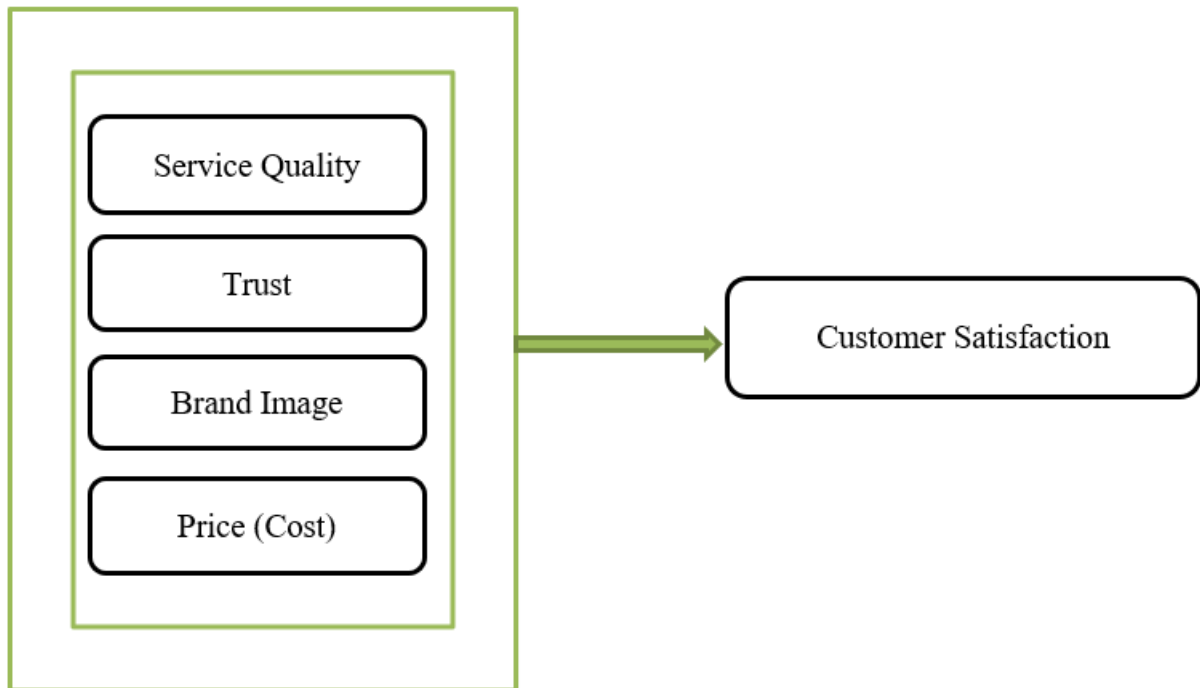 Service Quality
Trust
Brand Image
Price (Cost)
Customer Satisfaction